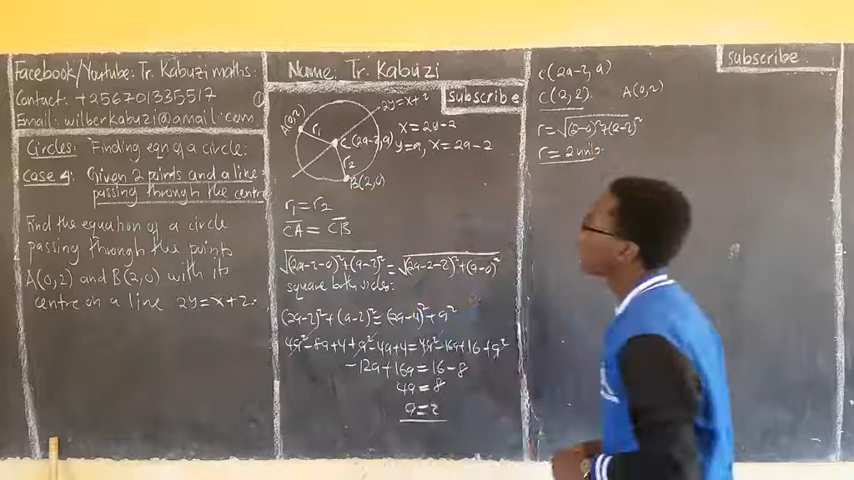 Facebook/Youtube: Tr. Kabuzi maths:
Contact: +256701335517
Email: wilberkabuzi@gmail.com
Circles: Finding eqn of a circle:
Case 4: Given 2 points and a line
passing through the centre
Find the equation of a circle
passing through the points
A(0,2) and B(2,0) with its
centre on a line 2y=x+2.
Name: Tr. Kabuzi
subscribe
①
A(0,2)
r₁
2y=x+2
C(2a-2,a)
r₂
B(2,0)
x=2y-2
y=a, x=2a-2
r₁=r₂
C̅A̅ = C̅B̅
√(2a-2-0)²+(a-2)² = √(2a-2-2)²+(a-0)²
square both sides:
(2a-2)²+(a-2)²=(2a-4)²+a²
4a²-8a+4+a²-4a+4=4a²-16a+16+a²
-12a+16a=16-8
4a=8
a=2
C(2a-2,a)
C(2,2). A(0,2)
r=√(2-0)²+(2-2)²
r=2units
subscribe